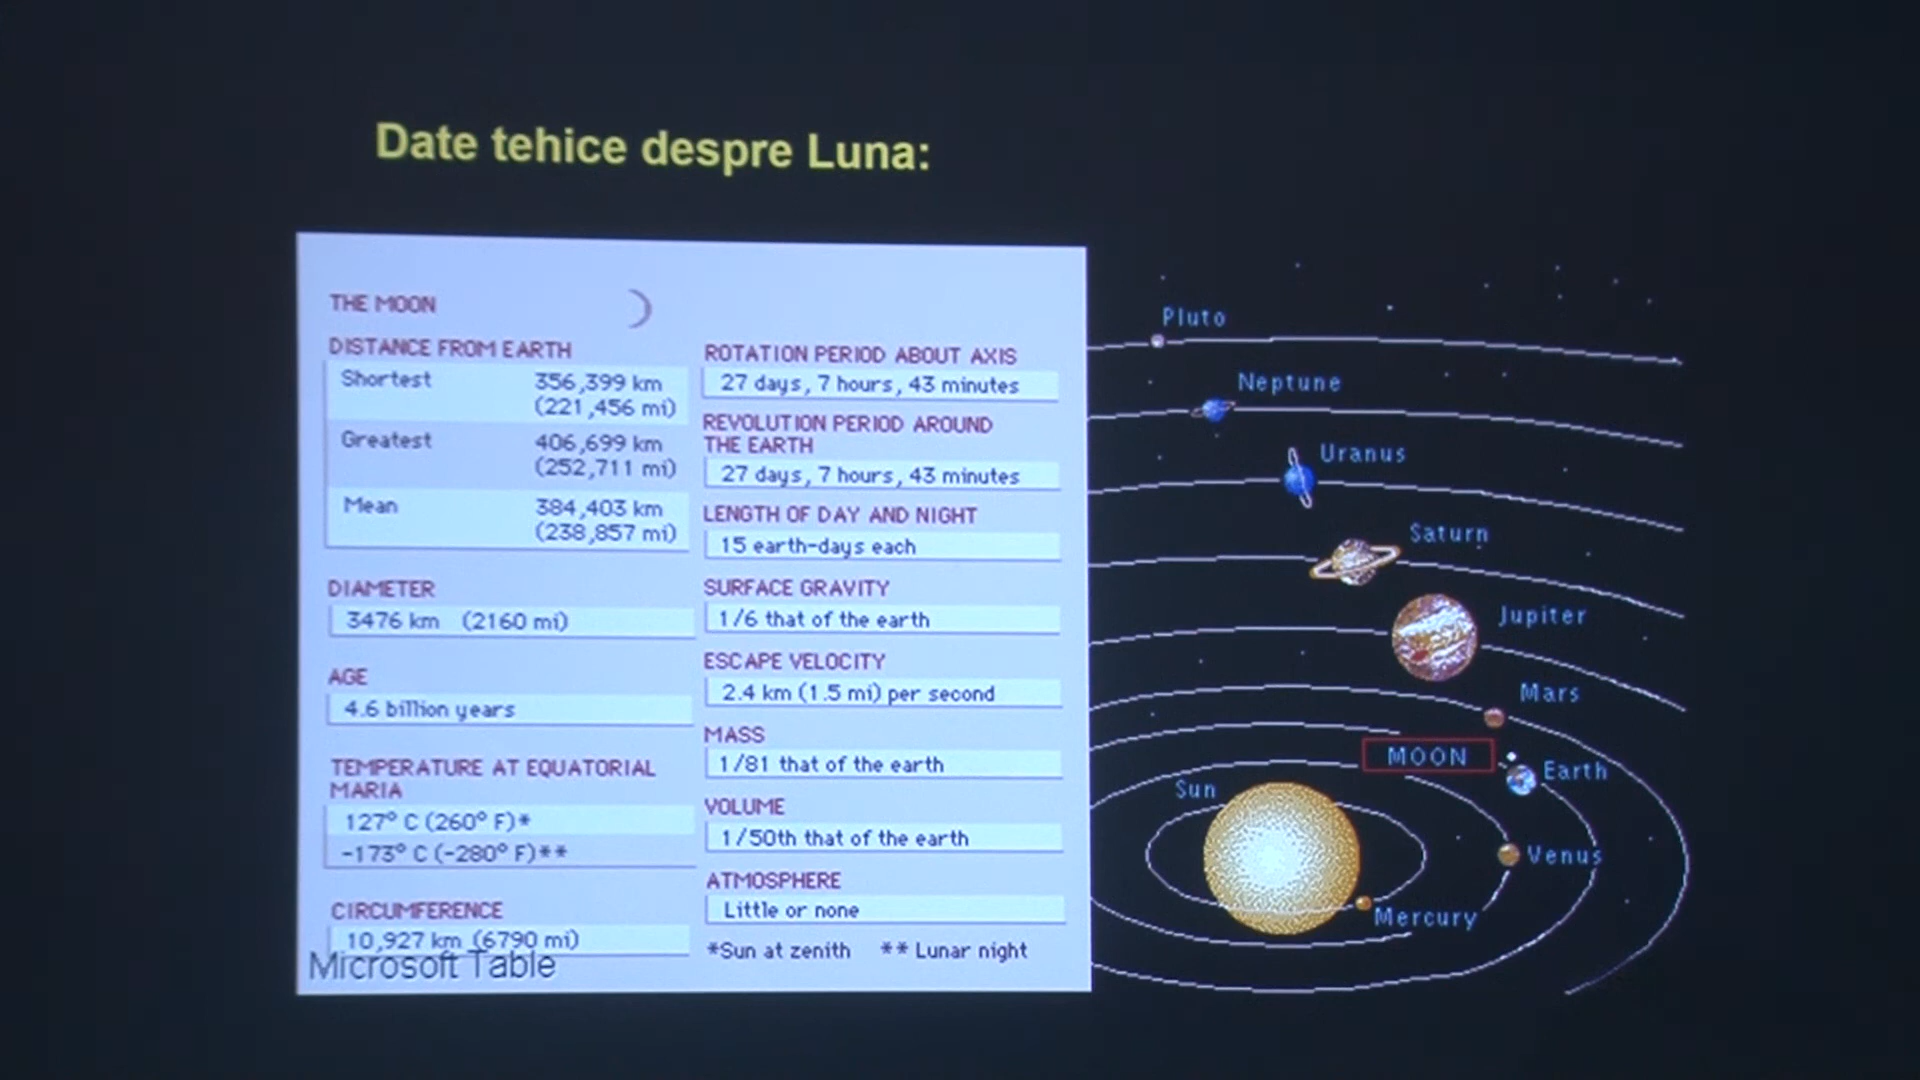 Date tehice despre Luna:
THE MOON
DISTANCE FROM EARTH
Shortest 356,399 km
(221,456 mi)
Greatest 406,699 km
(252,711 mi)
Mean 384,403 km
(238,857 mi)
DIAMETER
3476 km (2160 mi)
AGE
4.6 billion years
TEMPERATURE AT EQUATORIAL
MARIA
127° C (260° F)*
-173° C (-280° F)**
CIRCUMFERENCE
10,927 km (6790 mi)
Microsoft Table
ROTATION PERIOD ABOUT AXIS
27 days, 7 hours, 43 minutes
REVOLUTION PERIOD AROUND
THE EARTH
27 days, 7 hours, 43 minutes
LENGTH OF DAY AND NIGHT
15 earth-days each
SURFACE GRAVITY
1/6 that of the earth
ESCAPE VELOCITY
2.4 km (1.5 mi) per second
MASS
1/81 that of the earth
VOLUME
1/50th that of the earth
ATMOSPHERE
Little or none
*Sun at zenith ** Lunar night
Pluto
Neptune
Uranus
Saturn
Jupiter
Mars
MOON
Earth
Sun
Venus
Mercury